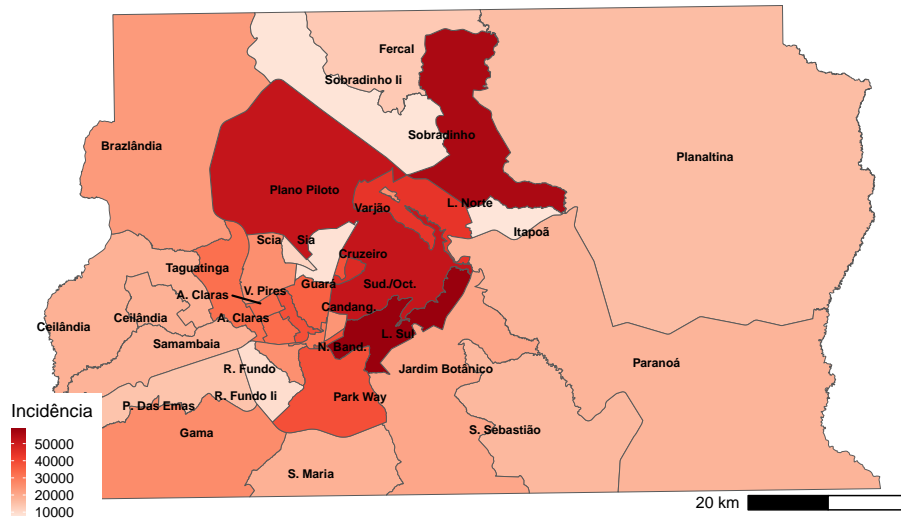 Fercal
Sobradinho Ii
Sobradinho
Brazlândia
Planaltina
Plano Piloto
L. Norte
Varjão
Itapoã
Scia
Sia
Cruzeiro
Taguatinga
Guará
Sud./Oct.
V. Pires
A. Claras
Candang.
Ceilândia
A. Claras
Ceilândia
L. Sul
Samambaia
N. Band.
Paranoá
R. Fundo
Jardim Botânico
R. Fundo Ii
Park Way
P. Das Emas
Gama
S. Sebastião
S. Maria
Incidência
50000
40000
30000
20000
10000
20 km